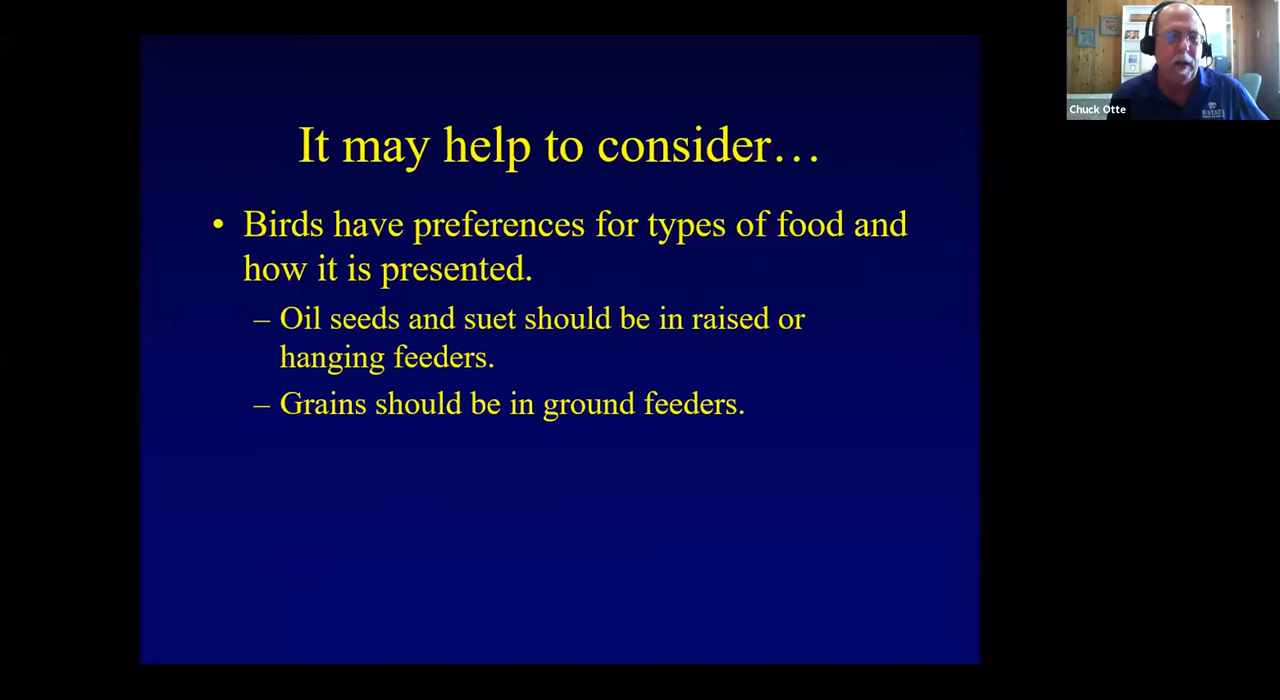 It may help to consider…
• Birds have preferences for types of food and
how it is presented.
– Oil seeds and suet should be in raised or
hanging feeders.
– Grains should be in ground feeders.
Chuck Otte
K-STATE